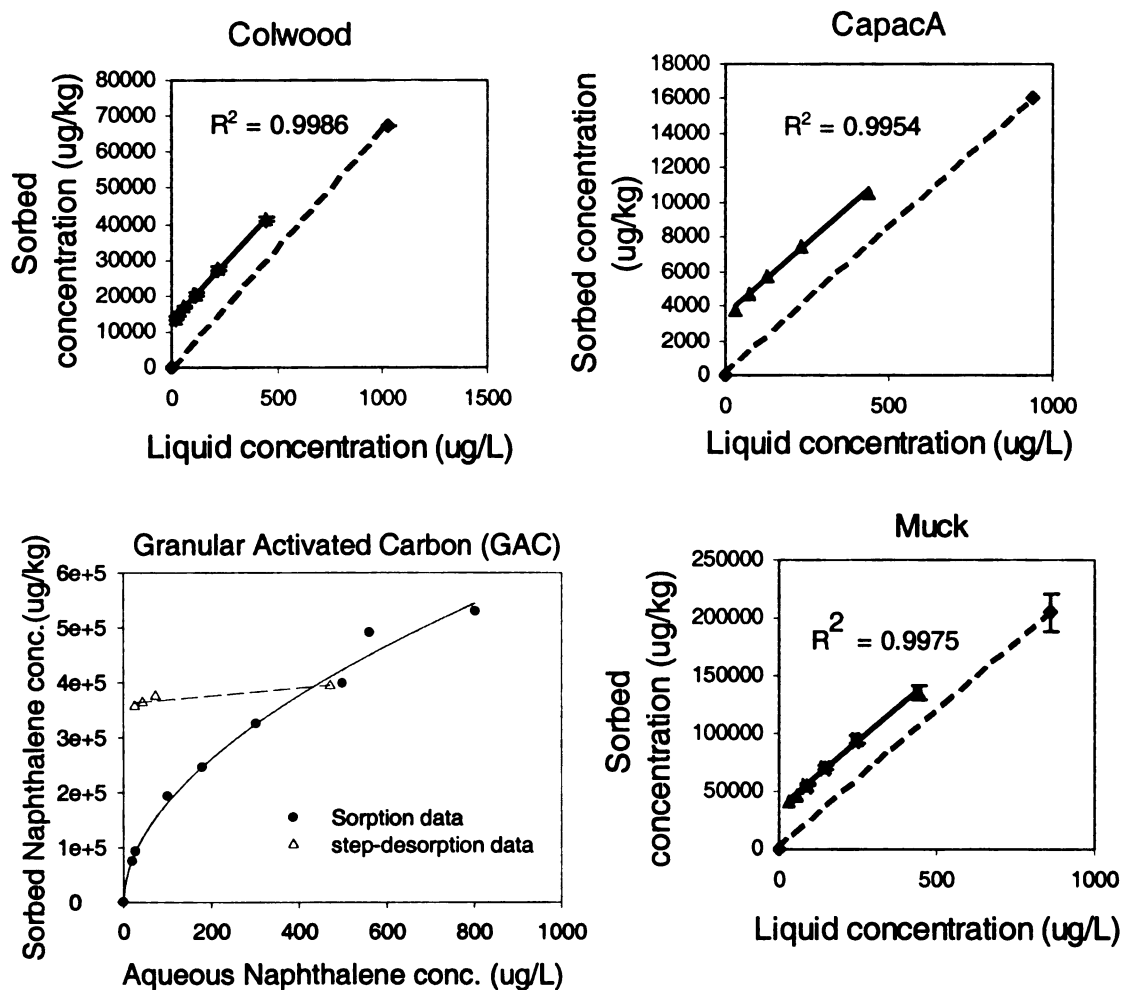 Colwood
Sorbed
concentration (ug/kg)
80000
70000
60000
50000
40000
30000
20000
10000
0
R² = 0.9986
0
500
1000
1500
Liquid concentration (ug/L)
CapacA
Sorbed concentration
(ug/kg)
18000
16000
14000
12000
10000
8000
6000
4000
2000
0
R² = 0.9954
0
500
1000
Liquid concentration (ug/L)
Granular Activated Carbon (GAC)
Sorbed Naphthalene conc.(ug/kg)
6e+5
5e+5
4e+5
3e+5
2e+5
1e+5
0
Sorption data
step-desorption data
0
200
400
600
800
1000
Aqueous Naphthalene conc. (ug/L)
Muck
Sorbed
concentration (ug/kg)
250000
200000
150000
100000
50000
0
R² = 0.9975
0
500
1000
Liquid concentration (ug/L)